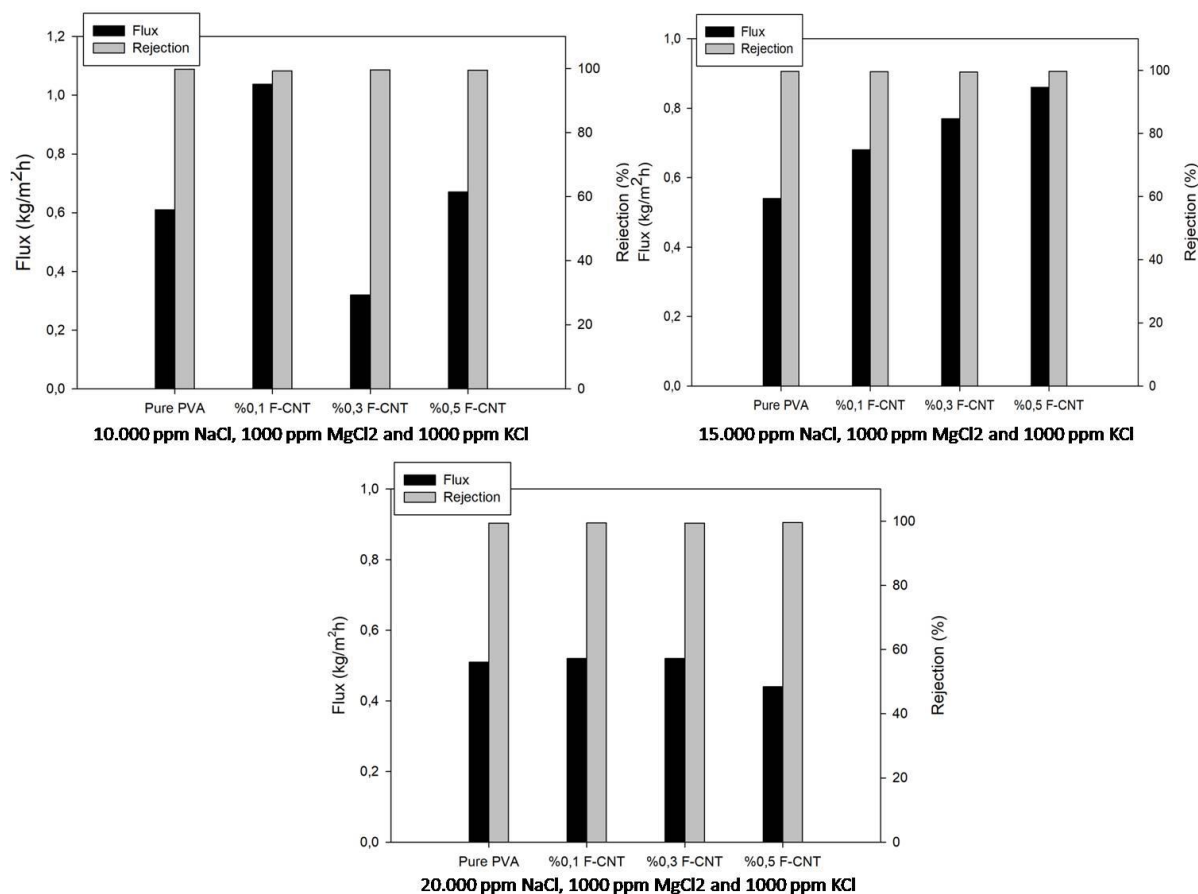 Flux
Rejection
1,2
1,0
0,8
0,6
0,4
0,2
0,0
Flux (kg/m2h)
100
80
60
40
20
0
Reiection (%)
Pure PVA %0,1 F-CNT %0,3 F-CNT %0,5 F-CNT
10.000 ppm NaCl, 1000 ppm MgCl2 and 1000 ppm KCl
Flux
Rejection
1,0
0,8
0,6
0,4
0,2
0,0
Flux (kg/m2h)
100
80
60
40
20
0
Rejection (%)
Pure PVA %0,1 F-CNT %0,3 F-CNT %0,5 F-CNT
15.000 ppm NaCl, 1000 ppm MgCl2 and 1000 ppm KCl
Flux
Rejection
1,0
0,8
0,6
0,4
0,2
0,0
Flux (kg/m2h)
100
80
60
40
20
0
Rejection (%)
Pure PVA %0,1 F-CNT %0,3 F-CNT %0,5 F-CNT
20.000 ppm NaCl, 1000 ppm MgCl2 and 1000 ppm KCl